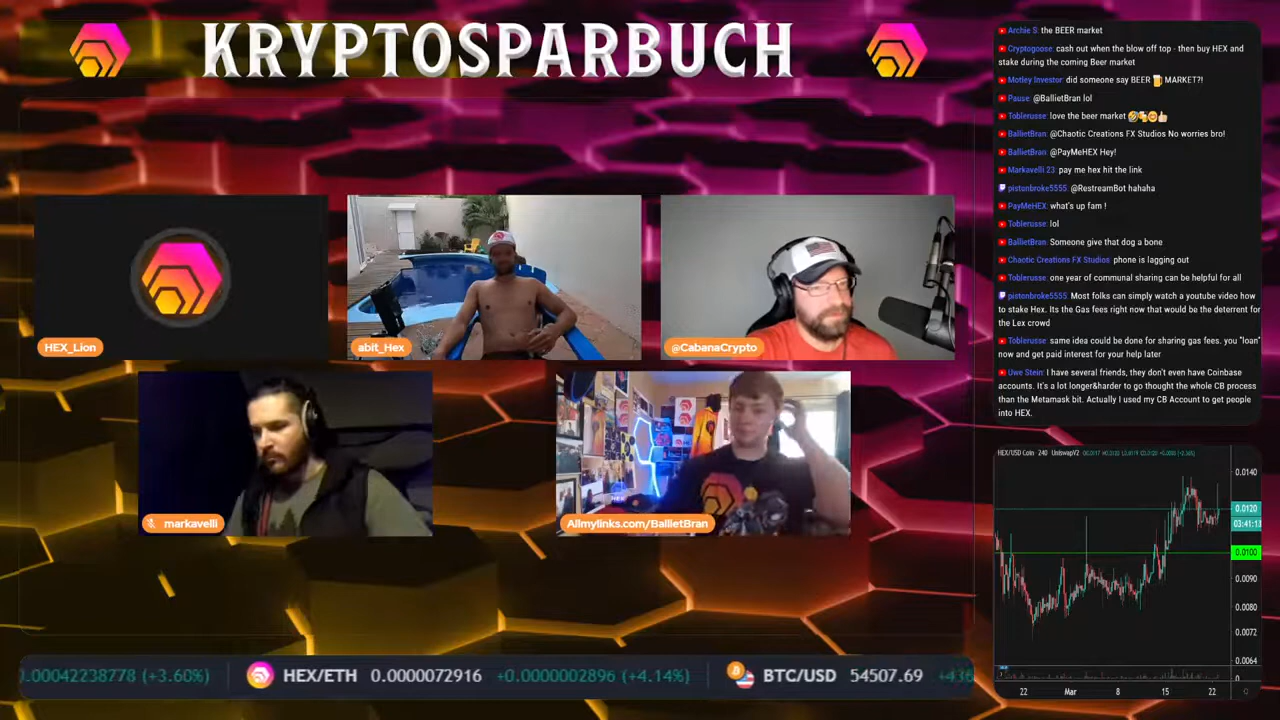 KRYPTOSPARBUCH
HEX_Lion
abit_Hex
@CabanaCrypto
markavelli
Allmylinks.com/BallietBran
Archie S: the BEER market
Cryptogoose: cash out when the blow off top - then buy HEX and
stake during the coming Beer market
Motley Investor: did someone say BEER 🍺 MARKET?!
Pause: @BallietBran lol
Toblerusse: love the beer market
BallietBran: @Chaotic Creations FX Studios No worries bro!
BallietBran: @PayMeHEX Hey!
Markavelli 23: pay me hex hit the link
pistonbroke5555: @RestreamBot hahaha
PayMeHEX: what's up fam !
Toblerusse: lol
BallietBran: Someone give that dog a bone
Chaotic Creations FX Studios: phone is lagging out
Toblerusse: one year of communal sharing can be helpful for all
pistonbroke5555: Most folks can simply watch a youtube video how
to stake Hex. Its the Gas fees right now that would be the deterrent for
the Lex crowd
Toblerusse: same idea could be done for sharing gas fees. you "loan"
now and get paid interest for your help later
Uwe Stein: I have several friends, they don't even have Coinbase
accounts. It's a lot longer&harder to go thought the whole CB process
than the Metamask bit. Actually I used my CB Account to get people
into HEX.
HEX/USD Coin · 240 UniswapV2
0.0140
0.0120
03:41:13
0.0100
0.0090
0.0080
0.0072
0.0064
0
22 Mar 8 15 22
.00042238778 (+3.60%) HEX/ETH 0.0000072916 +0.0000002896 (+4.14%) BTC/USD 54507.69